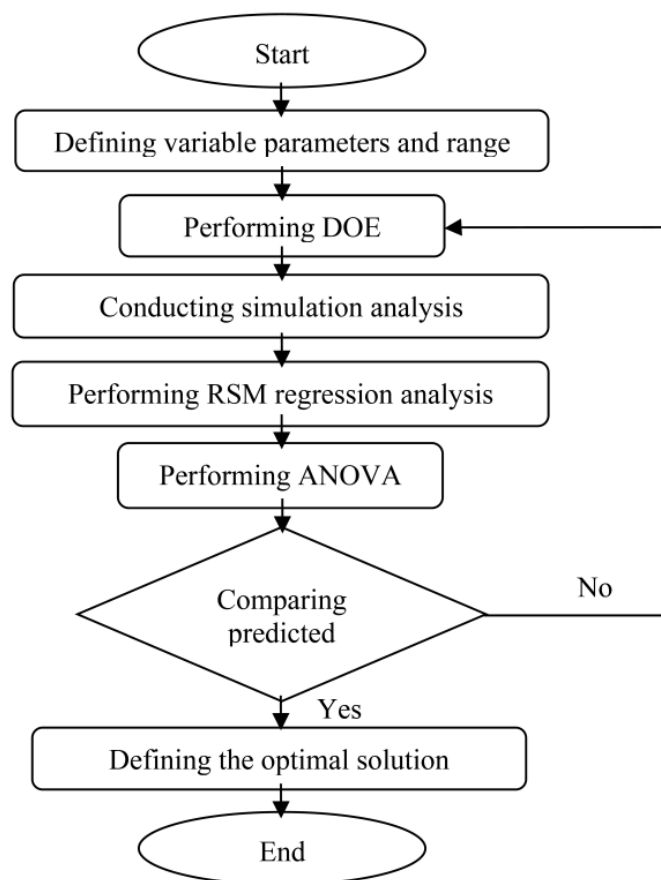 Start
Defining variable parameters and range
Performing DOE
Conducting simulation analysis
Performing RSM regression analysis
Performing ANOVA
Comparing
predicted
No
Yes
Defining the optimal solution
End